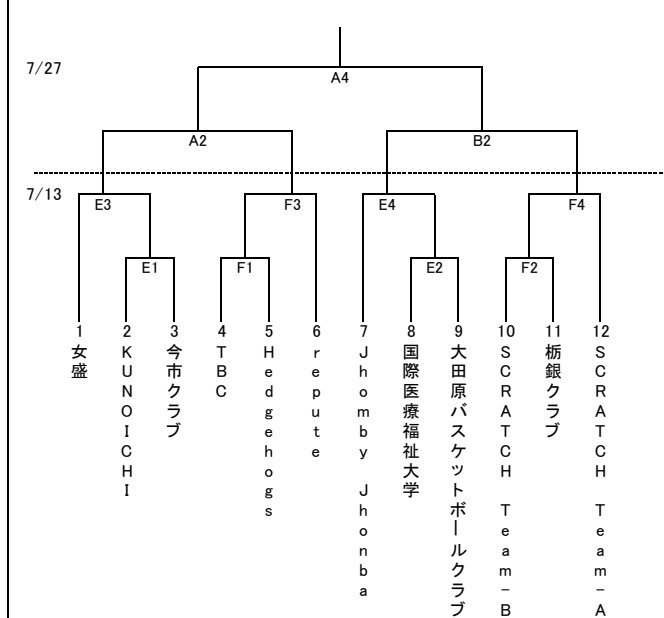 7/27
A4
A2
B2
7/13
E3
F3
E4
F4
E1
F1
E2
F2
1
2
3
4
5
6
7
8
9
10
11
12
女盛
KUNOICHI
今市クラブ
TBC
Hedgehogs
repute
Jhomby Jhonba
国際医療福祉大学
大田原バスケットボールクラブ
SCRATCH Team-B
栃銀クラブ
SCRATCH Team-A